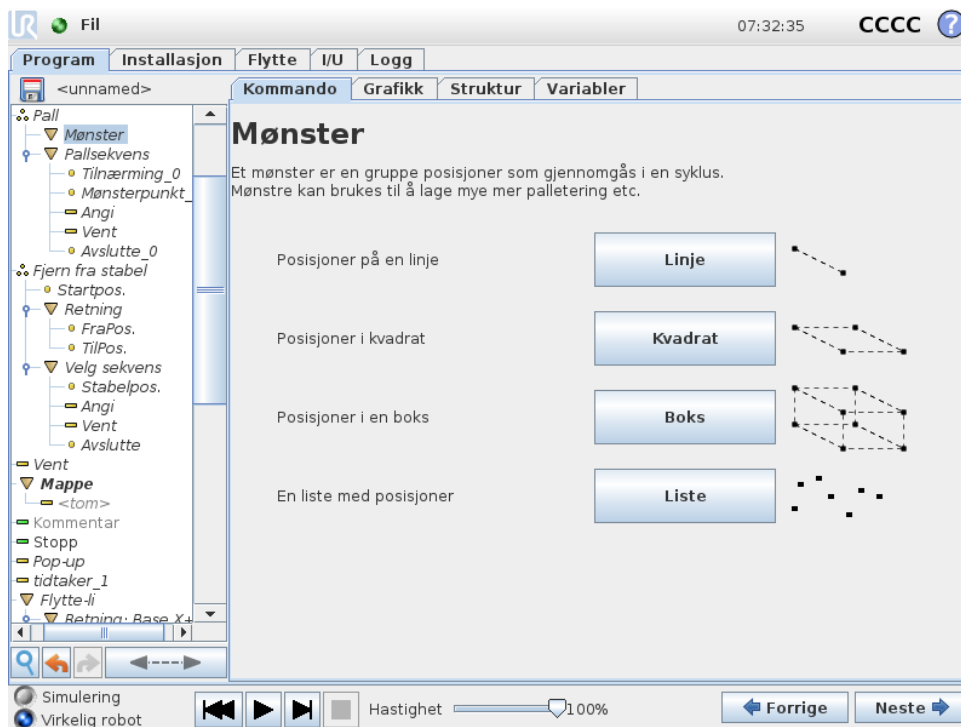 UR Fil 07:32:35 CCCC ?
Program Installasjon Flytte I/U Logg
<unnamed>
Kommando Grafikk Struktur Variabler
Pall
Mønster
Pallsekvens
Tilnærming_0
Mønsterpunkt_
Angi
Vent
Avslutte_0
Fjern fra stabel
Startpos.
Retning
FraPos.
TilPos.
Velg sekvens
Stabelpos.
Angi
Vent
Avslutte
Vent
Mappe
<tom>
Kommentar
Stopp
Pop-up
tidtaker_1
Flytte-li
Retning: Base X+
Mønster
Et mønster er en gruppe posisjoner som gjennomgås i en syklus.
Mønstre kan brukes til å lage mye mer palletering etc.
Posisjoner på en linje Linje
Posisjoner i kvadrat Kvadrat
Posisjoner i en boks Boks
En liste med posisjoner Liste
Simulering
Virkelig robot
Hastighet 100%
Forrige Neste